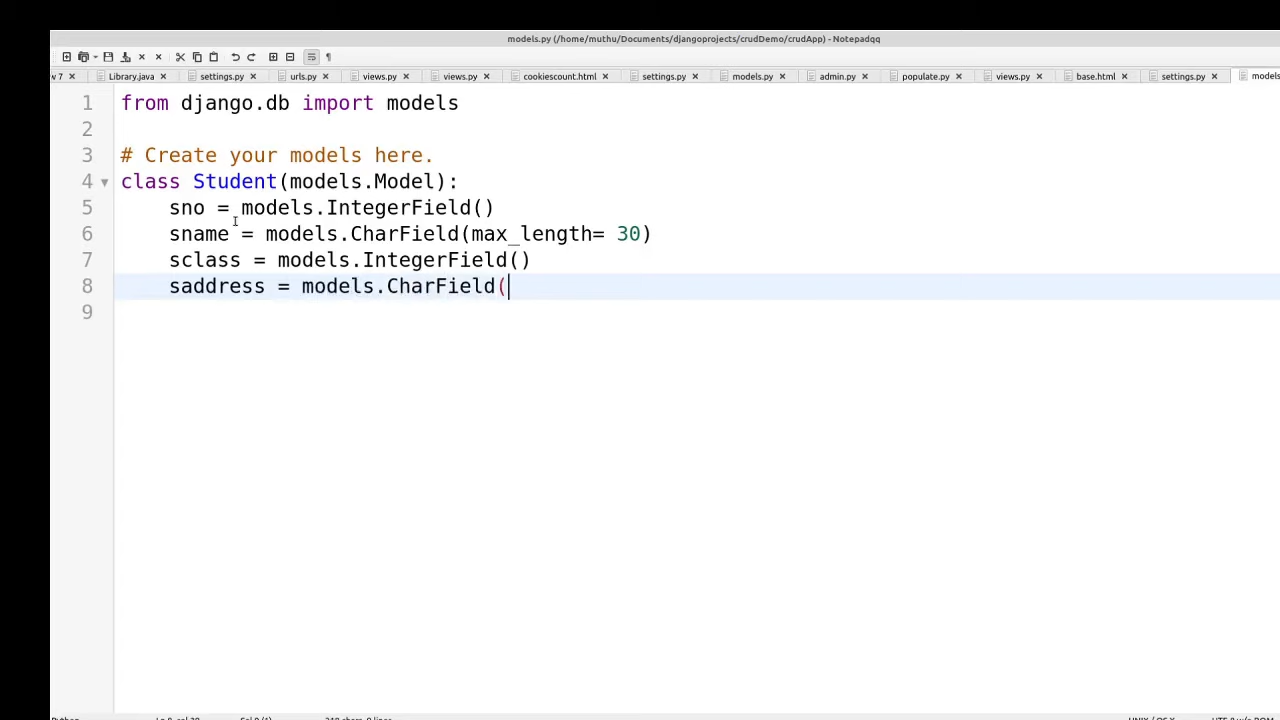 models.py (/home/muthu/Documents/djangoprojects/crudDemo/crudApp) - Notepadqq
w 7 Library.java settings.py urls.py views.py views.py cookiescount.html settings.py models.py admin.py populate.py views.py base.html settings.py models
1 from django.db import models
2
3 # Create your models here.
4 class Student(models.Model):
5 sno = models.IntegerField()
6 sname = models.CharField(max_length= 30)
7 sclass = models.IntegerField()
8 saddress = models.CharField(
9